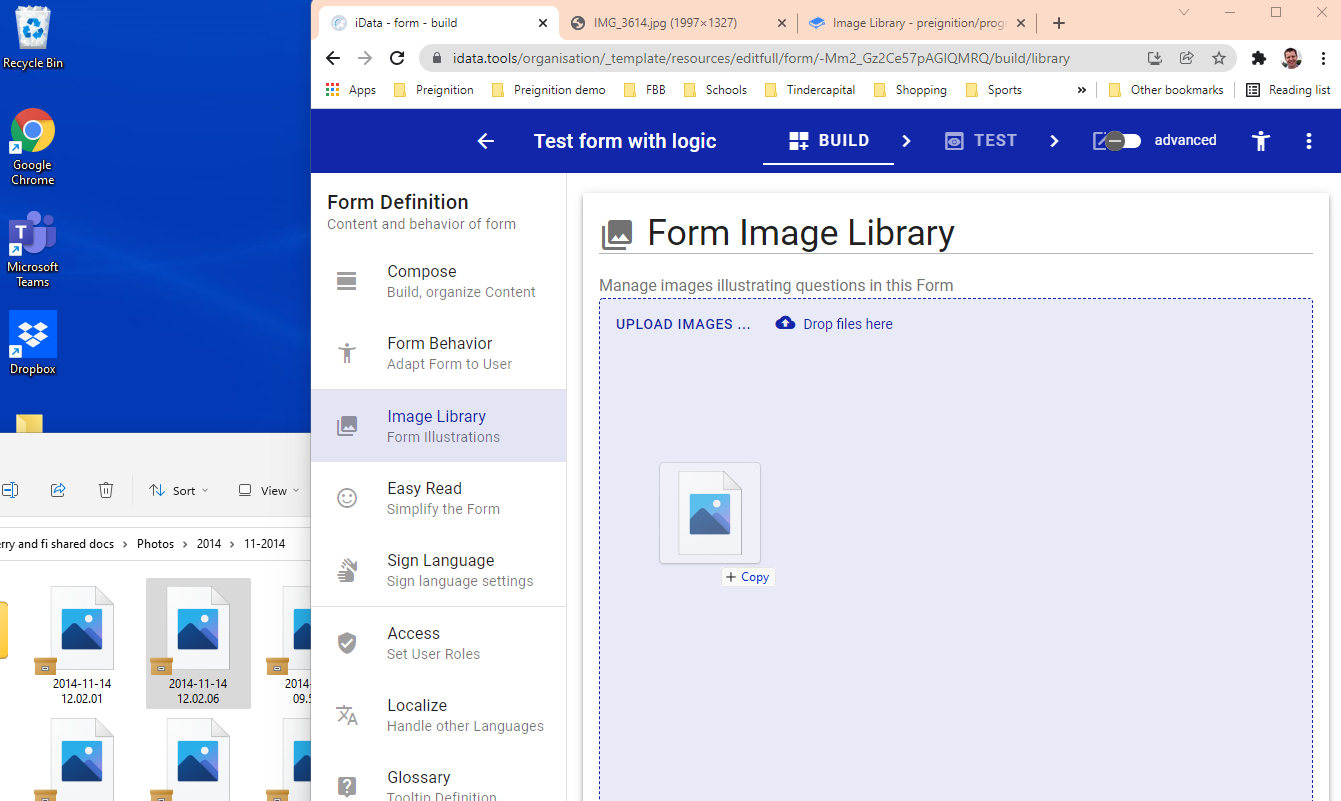 Recycle Bin
Google
Chrome
T
Microsoft
Teams
Dropbox
Sort
View
erry and fi shared docs > Photos > 2014 > 11-2014
2014-11-14
12.02.01
2014-11-14
12.02.06
2014-
09.5
iData - form - build
IMG_3614.jpg (1997×1327)
Image Library - preignition/prog
idata.tools/organisation/_template/resources/editfull/form/-Mm2_Gz2Ce57pAGlQMRQ/build/library
Apps
Preignition
Preignition demo
FBB
Schools
Tindercapital
Shopping
Sports
»
Other bookmarks
Reading list
Test form with logic
BUILD
TEST
advanced
Form Definition
Content and behavior of form
Compose
Build, organize Content
Form Behavior
Adapt Form to User
Image Library
Form Illustrations
Easy Read
Simplify the Form
Sign Language
Sign language settings
Access
Set User Roles
Localize
Handle other Languages
Glossary
Tooltip Definition
Form Image Library
Manage images illustrating questions in this Form
UPLOAD IMAGES ...
Drop files here
+ Copy